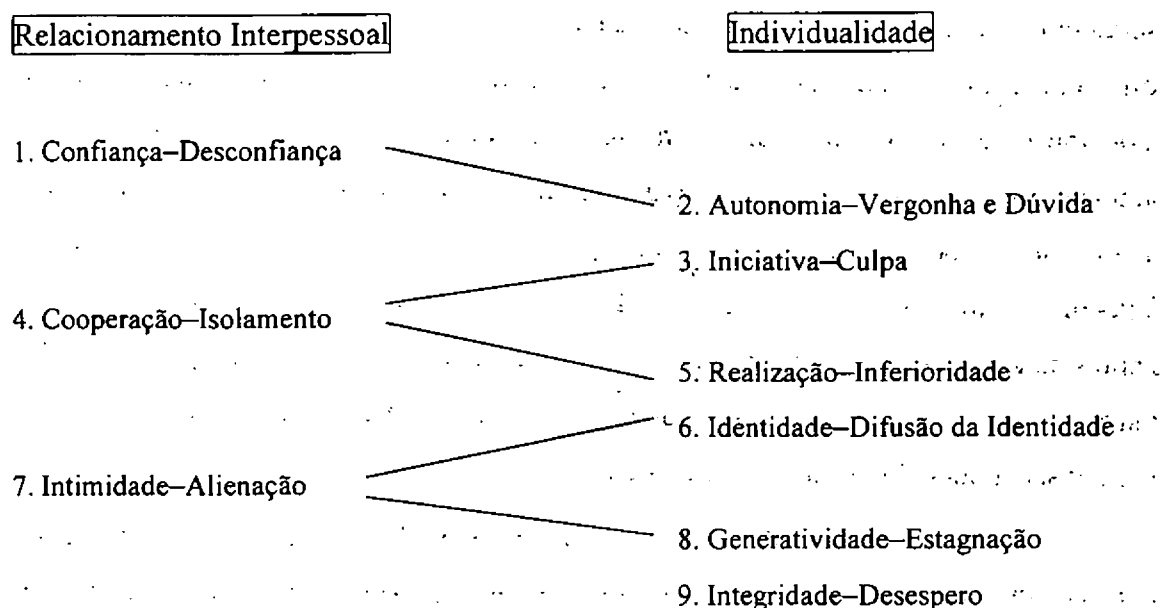 Relacionamento Interpessoal
Individualidade
1. Confiança–Desconfiança
2. Autonomia–Vergonha e Dúvida
3. Iniciativa–Culpa
4. Cooperação–Isolamento
5. Realização–Inferioridade
6. Identidade–Difusão da Identidade
7. Intimidade–Alienação
8. Generatividade–Estagnação
9. Integridade–Desespero